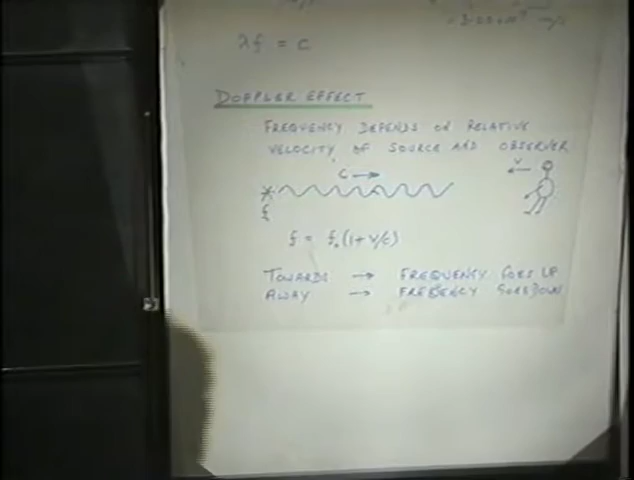 λf = c
DOPPLER EFFECT
FREQUENCY DEPENDS ON RELATIVE
VELOCITY OF SOURCE AND OBSERVER
c → v
f = f₀(1+v/c)
TOWARDS → FREQUENCY GOES UP
AWAY → FREQUENCY GOES DOWN